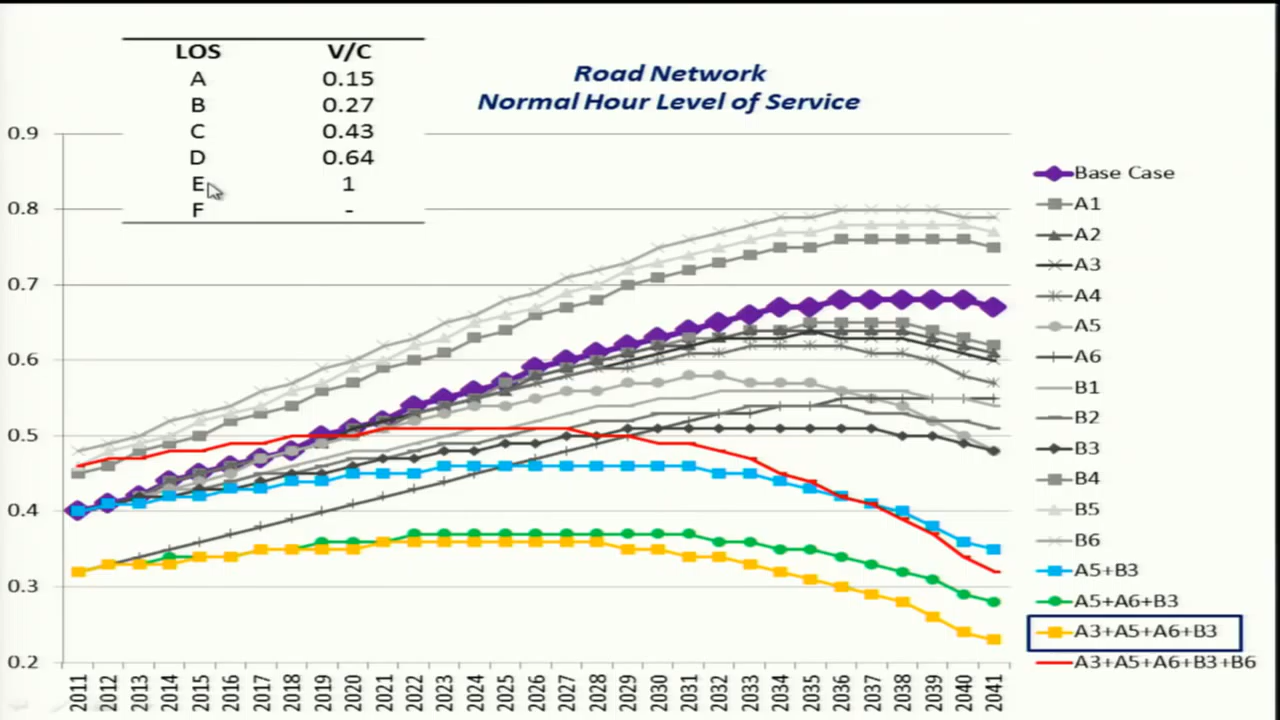 LOS V/C
A 0.15
B 0.27
C 0.43
D 0.64
E 1
F -
Road Network
Normal Hour Level of Service
0.9
0.8
0.7
0.6
0.5
0.4
0.3
0.2
2011 2012 2013 2014 2015 2016 2017 2018 2019 2020 2021 2022 2023 2024 2025 2026 2027 2028 2029 2030 2031 2032 2033 2034 2035 2036 2037 2038 2039 2040 2041
Base Case
A1
A2
A3
A4
A5
A6
B1
B2
B3
B4
B5
B6
A5+B3
A5+A6+B3
A3+A5+A6+B3
A3+A5+A6+B3+B6